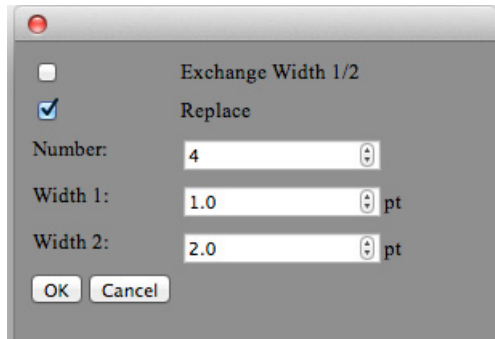 Exchange Width 1/2
Replace
Number: 4
Width 1: 1.0 pt
Width 2: 2.0 pt
OK Cancel